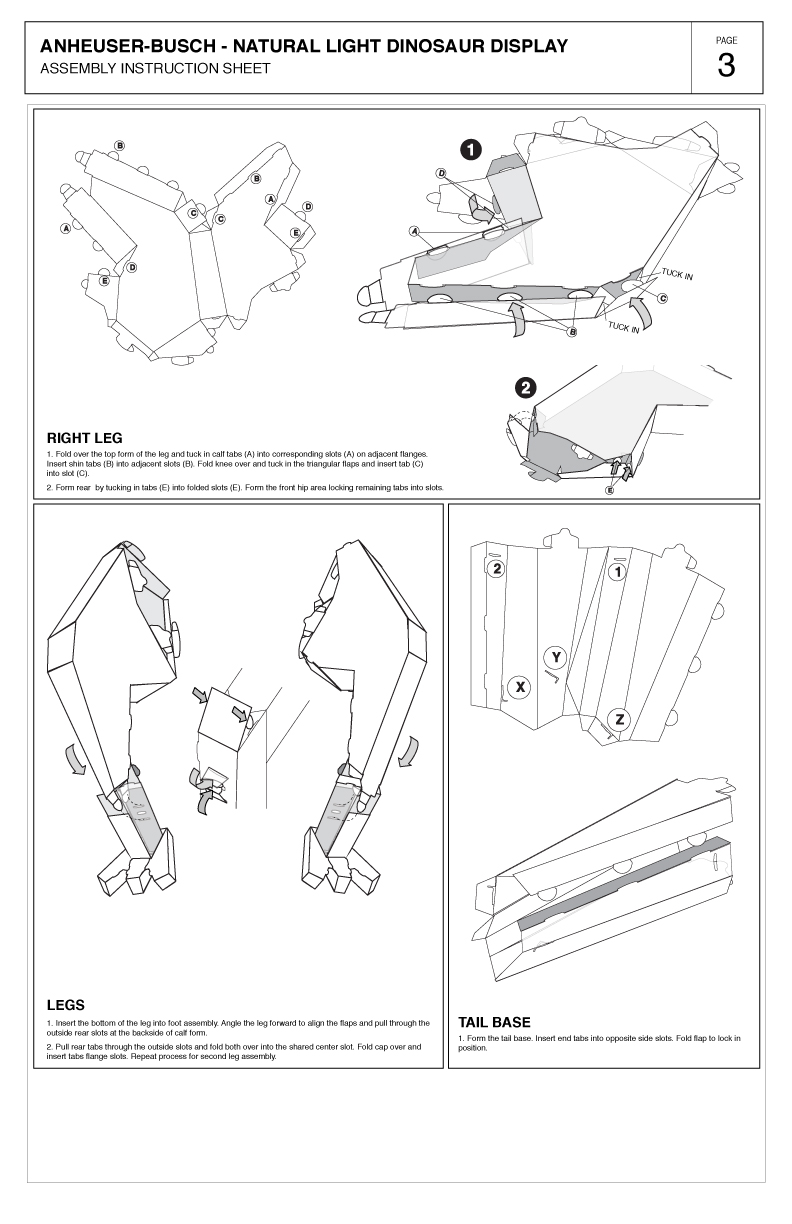 ANHEUSER-BUSCH - NATURAL LIGHT DINOSAUR DISPLAY
ASSEMBLY INSTRUCTION SHEET
PAGE
3
B
A
C
C
B
A
D
E
D
E
1
D
A
B
C
TUCK IN
TUCK IN
2
E
RIGHT LEG
1. Fold over the top form of the leg and tuck in calf tabs (A) into corresponding slots (A) on adjacent flanges.
Insert shin tabs (B) into adjacent slots (B). Fold knee over and tuck in the triangular flaps and insert tab (C)
into slot (C).
2. Form rear by tucking in tabs (E) into folded slots (E). Form the front hip area locking remaining tabs into slots.
LEGS
1. Insert the bottom of the leg into foot assembly. Angle the leg forward to align the flaps and pull through the
outside rear slots at the backside of calf form.
2. Pull rear tabs through the outside slots and fold both over into the shared center slot. Fold cap over and
insert tabs flange slots. Repeat process for second leg assembly.
2
1
Y
X
Z
TAIL BASE
1. Form the tail base. Insert end tabs into opposite side slots. Fold flap to lock in
position.